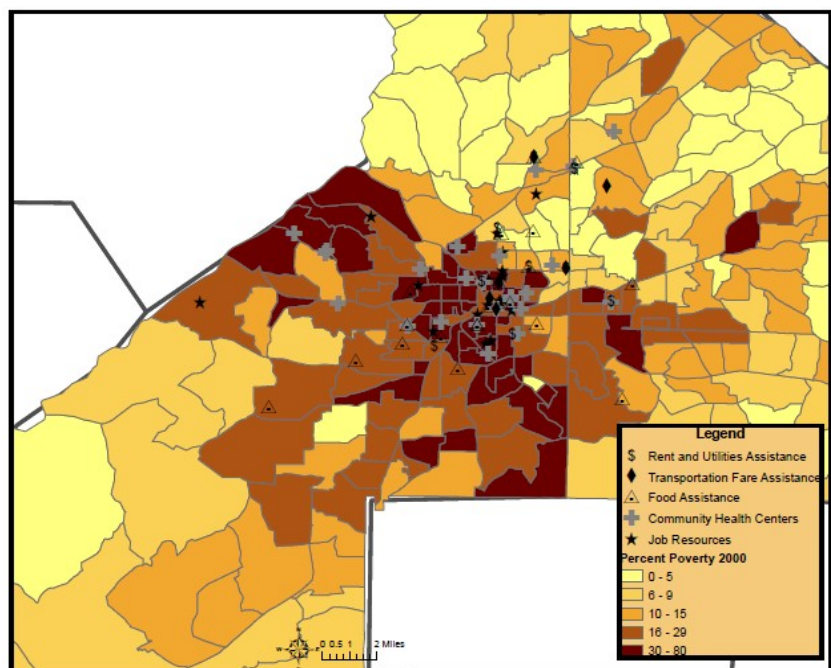 Legend
Rent and Utilities Assistance
Transportation Fare Assistance
Food Assistance
Community Health Centers
Job Resources
Percent Poverty 2000
0 - 5
6 - 9
10 - 15
16 - 29
30 - 80
0 0.5 1 2 Miles